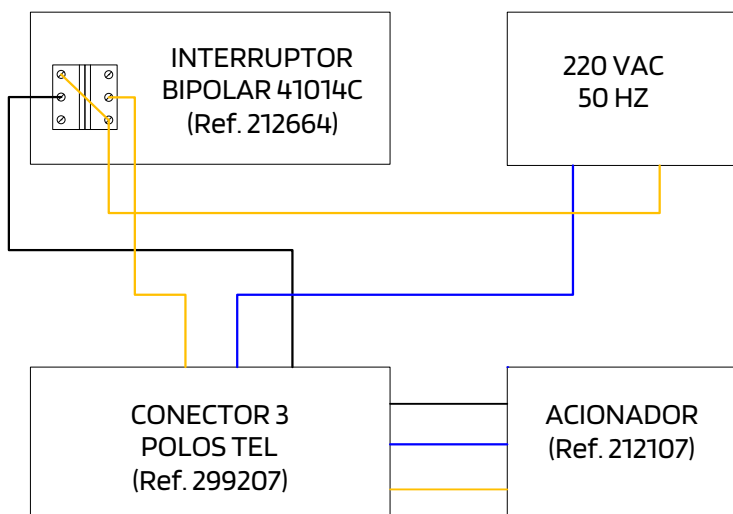 INTERRUPTOR
BIPOLAR 41014C
(Ref. 212664)
220 VAC
50 HZ
CONECTOR 3
POLOS TEL
(Ref. 299207)
ACIONADOR
(Ref. 212107)